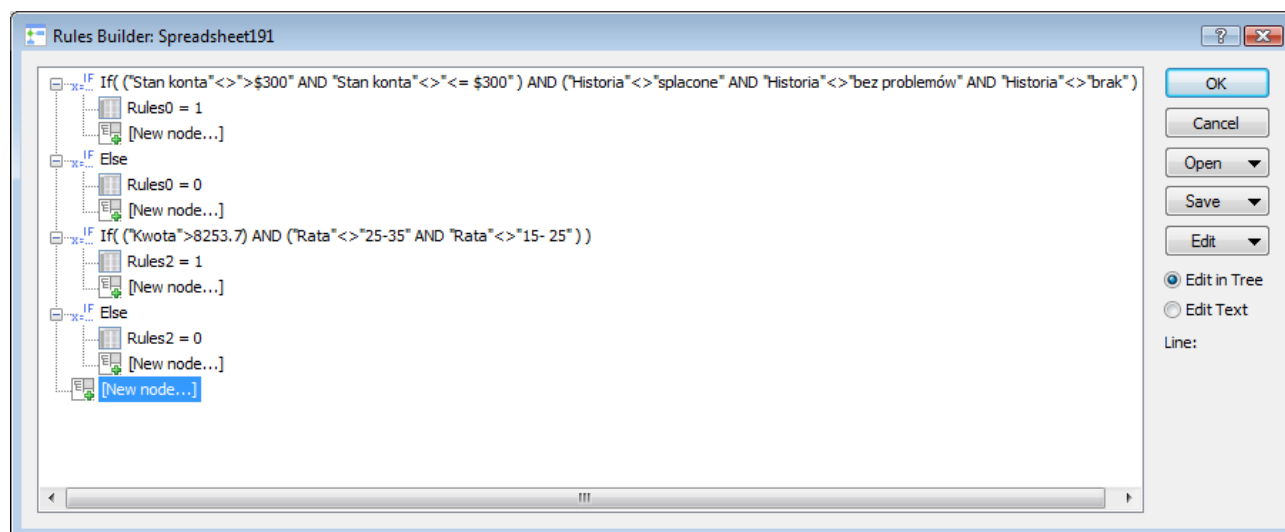 Rules Builder: Spreadsheet191
If( ("Stan konta"<>">$300" AND "Stan konta"<>"<= $300" ) AND ("Historia"<>"splacone" AND "Historia"<>"bez problemów" AND "Historia"<>"brak" )
Rules0 = 1
[New node...]
Else
Rules0 = 0
[New node...]
If( ("Kwota">8253.7) AND ("Rata"<>"25-35" AND "Rata"<>"15- 25" ) )
Rules2 = 1
[New node...]
Else
Rules2 = 0
[New node...]
[New node...]
OK
Cancel
Open
Save
Edit
Edit in Tree
Edit Text
Line: